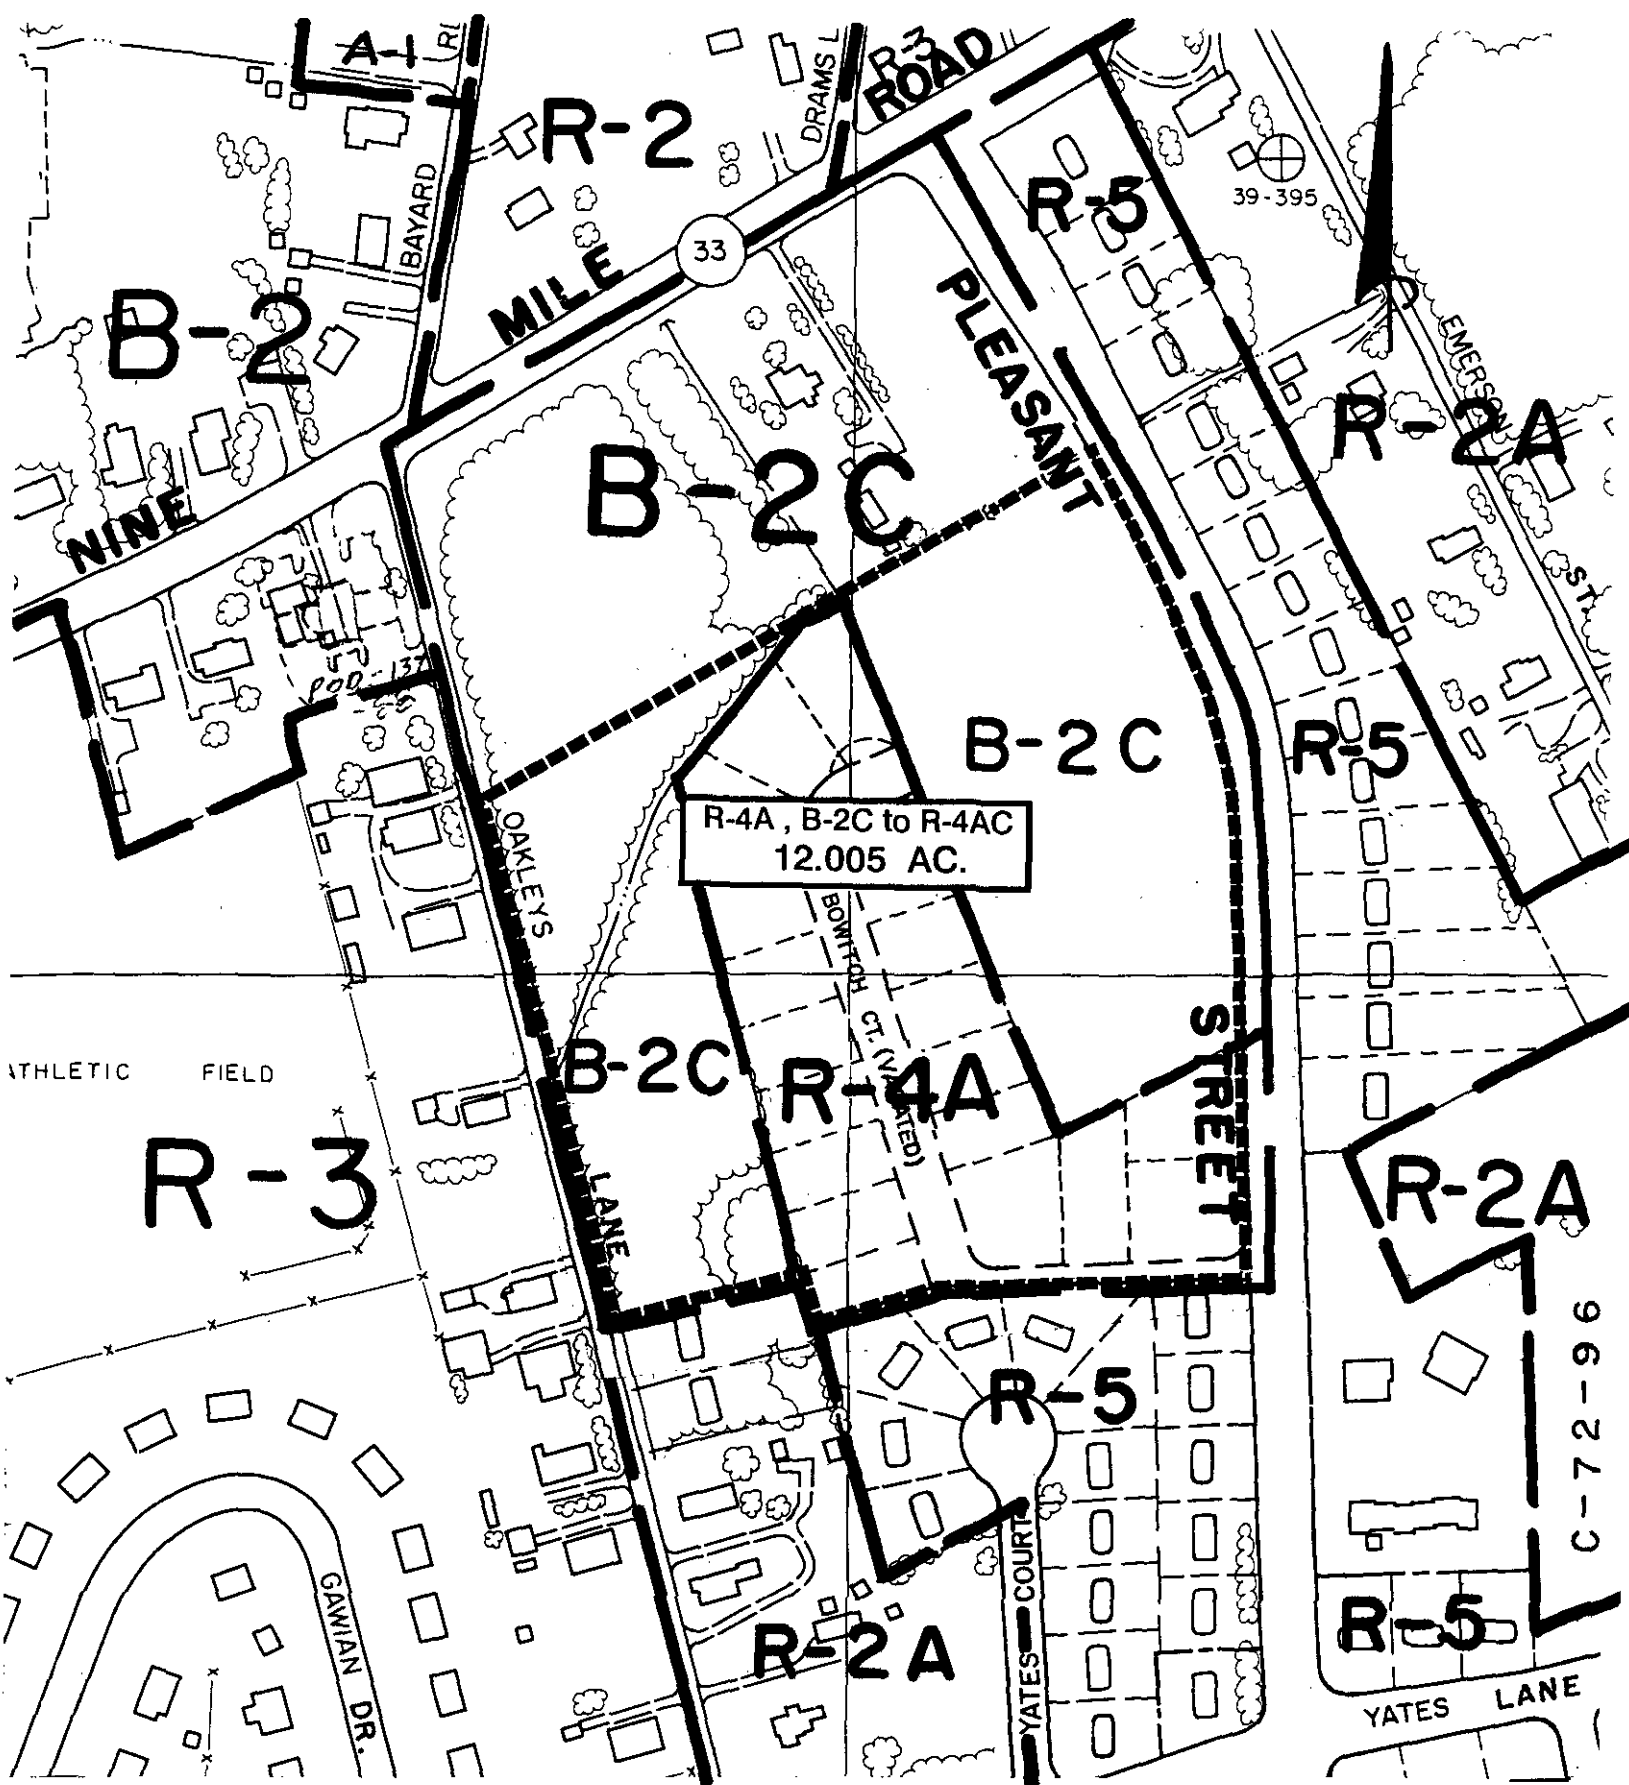 A-1
R-2
DRAMS L
R-3
ROAD
R-5
39-395
BAYARD
33
MILE
B-2
PLEASANT
EMERSON
R-2A
B-2C
NINE
ST.
POD-137
B-2C
R-5
R-4A , B-2C to R-4AC
12.005 AC.
OAKLEYS
BOWITCH CT. (VACATED)
STREET
ATHLETIC FIELD
B-2C
R-4A
R-3
LANE
R-2A
C-72-96
R-5
GAWIAN DR.
YATES COURT
R-2A
R-5
YATES LANE